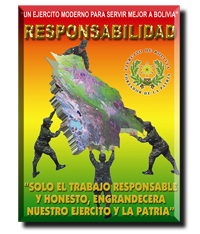 "UN EJERCITO MODERNO PARA SERVIR MEJOR A BOLIVIA"
RESPONSABILIDAD
"SOLO EL TRABAJO RESPONSABLE
Y HONESTO, ENGRANDECERA
NUESTRO EJERCITO Y LA PATRIA"